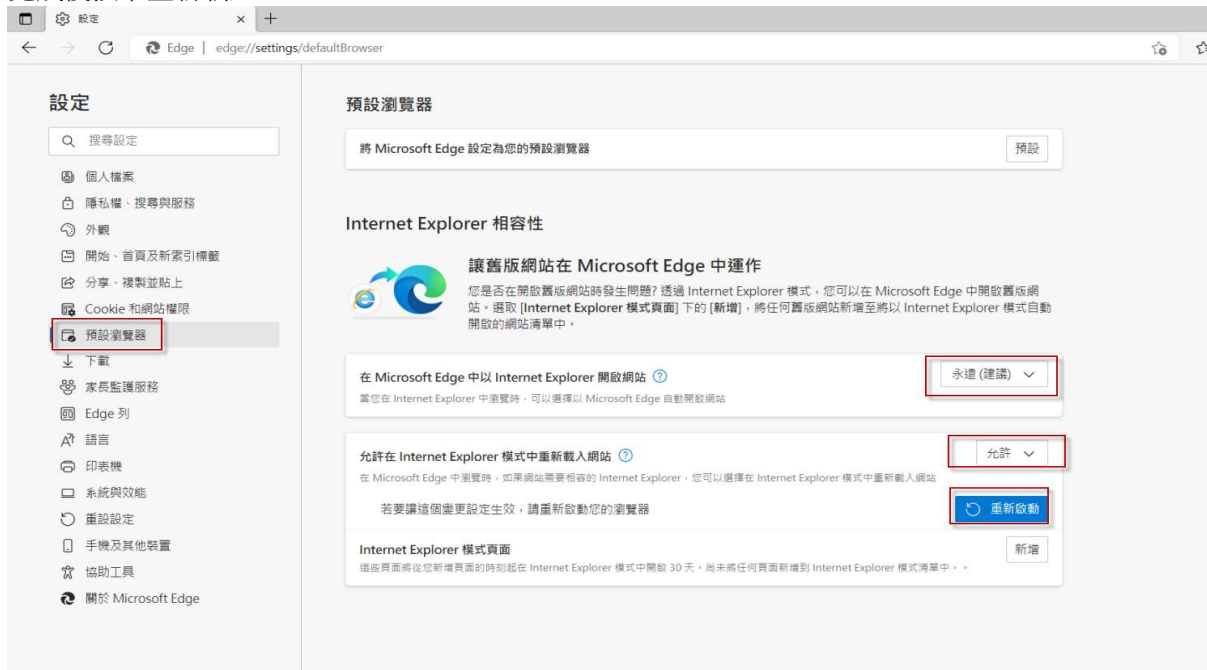 設定
Edge | edge://settings/defaultBrowser
設定
搜尋設定
個人檔案
隱私權、搜尋與服務
外觀
開始、首頁及新索引標籤
分享、複製並貼上
Cookie 和網站權限
預設瀏覽器
下載
家長監護服務
Edge 列
語言
印表機
系統與效能
重設設定
手機及其他裝置
協助工具
關於 Microsoft Edge
預設瀏覽器
將 Microsoft Edge 設定為您的預設瀏覽器
預設
Internet Explorer 相容性
讓舊版網站在 Microsoft Edge 中運作
您是否在開啟舊版網站時發生問題? 透過 Internet Explorer 模式，您可以在 Microsoft Edge 中開啟舊版網
站。選取 [Internet Explorer 模式頁面] 下的 [新增]，將任何舊版網站新增至將以 Internet Explorer 模式自動
開啟的網站清單中。
在 Microsoft Edge 中以 Internet Explorer 開啟網站
永遠 (建議)
當您在 Internet Explorer 中瀏覽時，可以選擇以 Microsoft Edge 自動開啟網站
允許在 Internet Explorer 模式中重新載入網站
允許
在 Microsoft Edge 中瀏覽時，如果網站需要相容的 Internet Explorer，您可以選擇在 Internet Explorer 模式中重新載入網站
若要讓這個變更設定生效，請重新啟動您的瀏覽器
重新啟動
Internet Explorer 模式頁面
新增
這些頁面將從您新增頁面的時刻起在 Internet Explorer 模式中開啟 30 天。尚未將任何頁面新增到 Internet Explorer 模式清單中。。